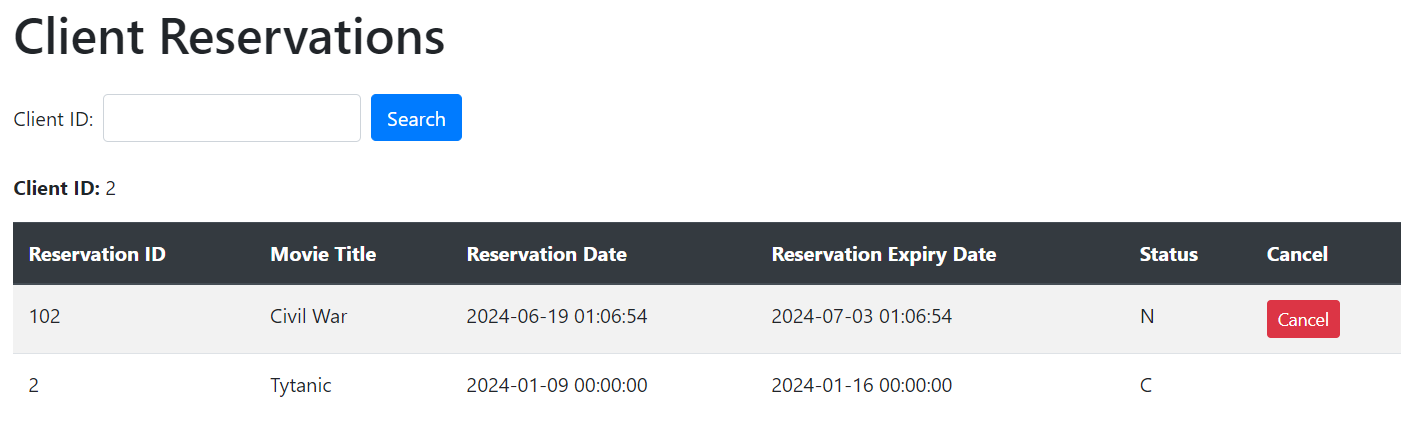 Client Reservations
Client ID: Search
Client ID: 2
Reservation ID Movie Title Reservation Date Reservation Expiry Date Status Cancel
102 Civil War 2024-06-19 01:06:54 2024-07-03 01:06:54 N Cancel
2 Tytanic 2024-01-09 00:00:00 2024-01-16 00:00:00 C